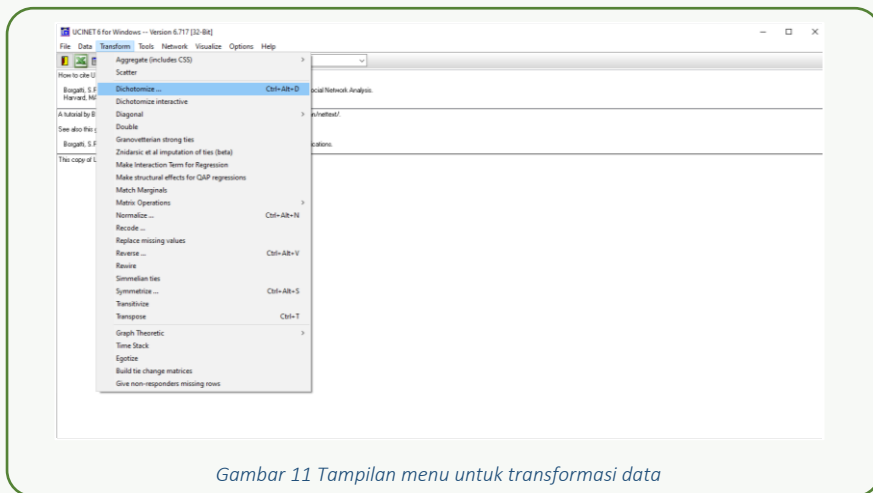 UCINET 6 for Windows -- Version 6.717 [32-Bit]
File Data Transform Tools Network Visualize Options Help
Aggregate (includes CSS)
How to cite U
Scatter
Dichotomize ... Ctrl+Alt+D
Borgatti, S.P ocial Network Analysis.
Harvard, MA
Dichotomize interactive
A tutorial by B Diagonal n/nettext/.
Double
See also this
Granovetterian strong ties
Borgatti, S.P cations.
Znidarsic et al imputation of ties (beta)
This copy of U
Make Interaction Term for Regression
Make structural effects for QAP regressions
Match Marginals
Matrix Operations
Normalize ... Ctrl+Alt+N
Recode ...
Replace missing values
Reverse ... Ctrl+Alt+V
Rewire
Simmelian ties
Symmetrize ... Ctrl+Alt+S
Transitivize
Transpose Ctrl+T
Graph Theoretic
Time Stack
Egotize
Build tie change matrices
Give non-responders missing rows
Gambar 11 Tampilan menu untuk transformasi data